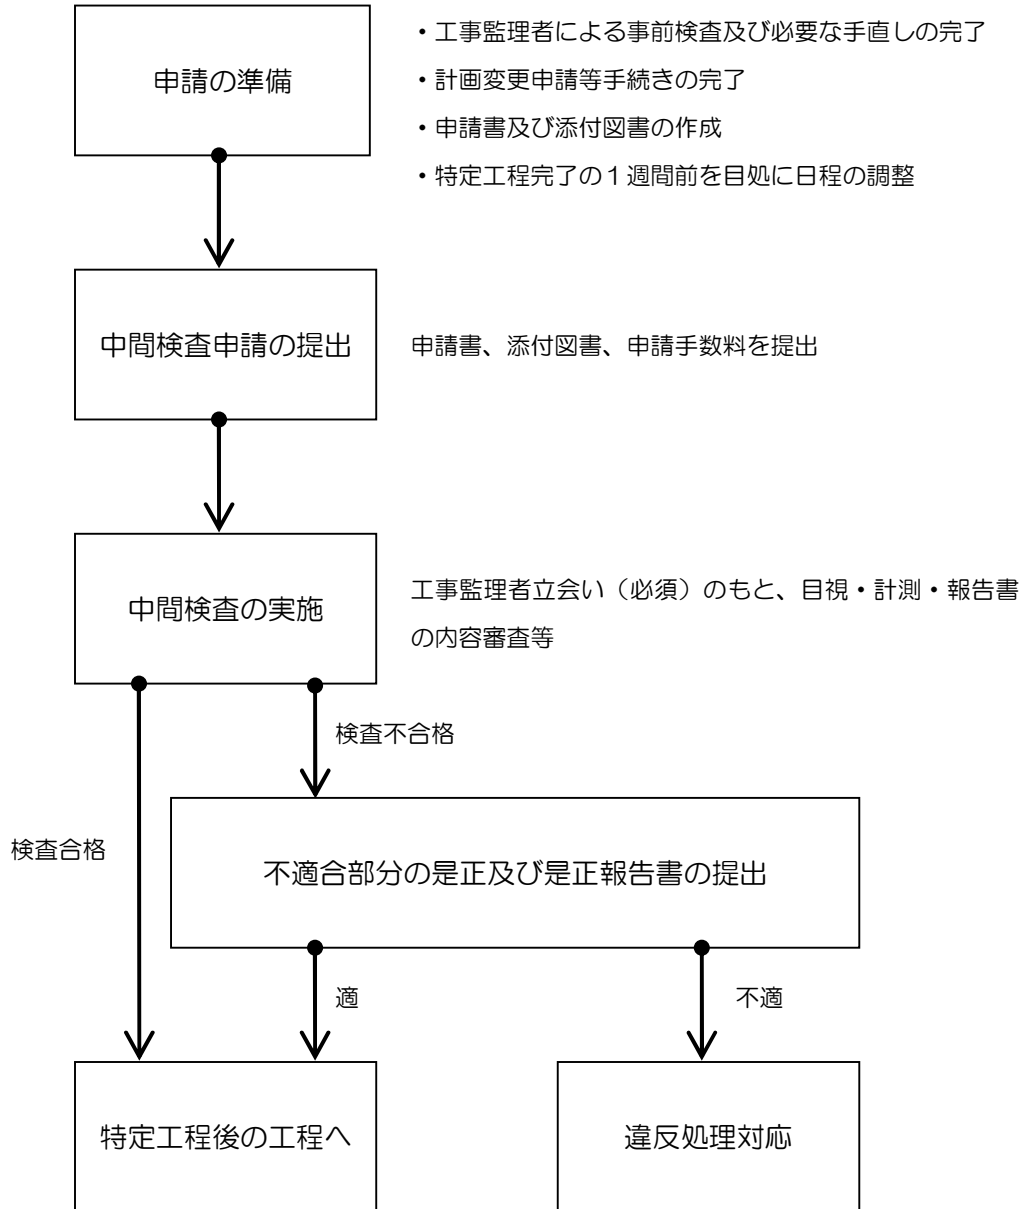 申請の準備
・工事監理者による事前検査及び必要な手直しの完了
・計画変更申請等手続きの完了
・申請書及び添付図書の作成
・特定工程完了の１週間前を目処に日程の調整
中間検査申請の提出
申請書、添付図書、申請手数料を提出
中間検査の実施
工事監理者立会い（必須）のもと、目視・計測・報告書
の内容審査等
検査不合格
検査合格
不適合部分の是正及び是正報告書の提出
適
不適
特定工程後の工程へ
違反処理対応